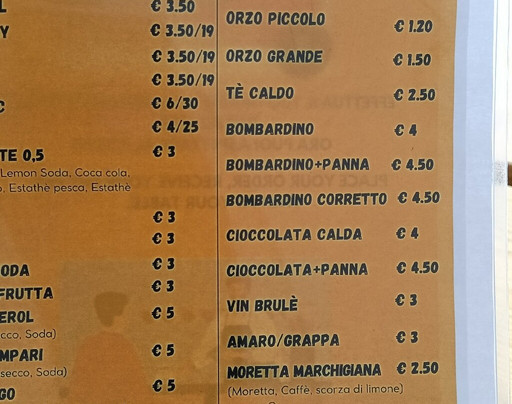 L € 3.50
Y € 3.50/19
€ 3.50/19
€ 3.50/19
C € 6/30
€ 4/25
TE 0,5 € 3
Lemon Soda, Coca cola,
o, Estathè pesca, Estathè
€ 3
€ 3
ODA € 3
FRUTTA € 3
EROL € 5
cco, Soda)
MPARI € 5
secco, Soda)
GO € 5
ORZO PICCOLO € 1.20
ORZO GRANDE € 1.50
TÈ CALDO € 2.50
BOMBARDINO € 4
BOMBARDINO+PANNA € 4.50
BOMBARDINO CORRETTO € 4.50
CIOCCOLATA CALDA € 4
CIOCCOLATA+PANNA € 4.50
VIN BRULÈ € 3
AMARO/GRAPPA € 3
MORETTA MARCHIGIANA € 2.50
(Moretta, Caffè, scorza di limone)